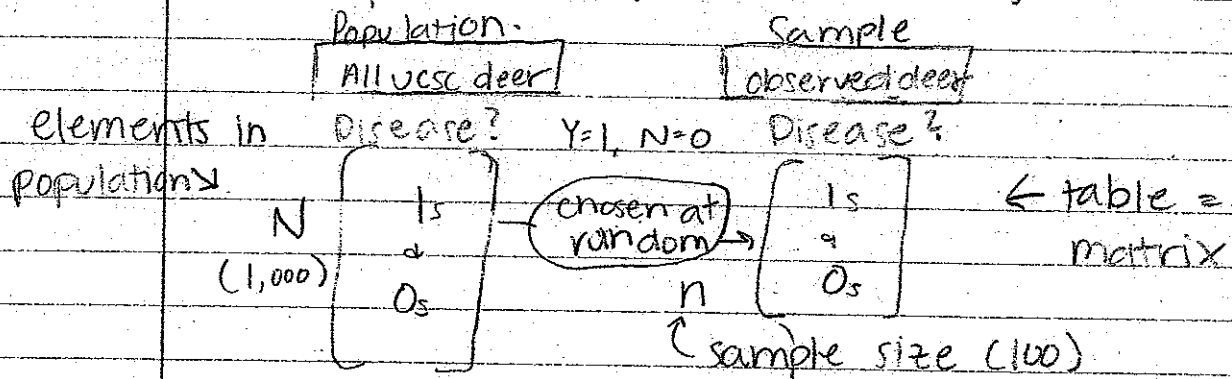 Population. Sample
All UCSC deer observed deer
elements in Disease? Y=1, N=0 Disease?
population
N 1s chosen at 1s ← table =
& random → & matrix
(1,000) 0s n 0s
sample size (100)